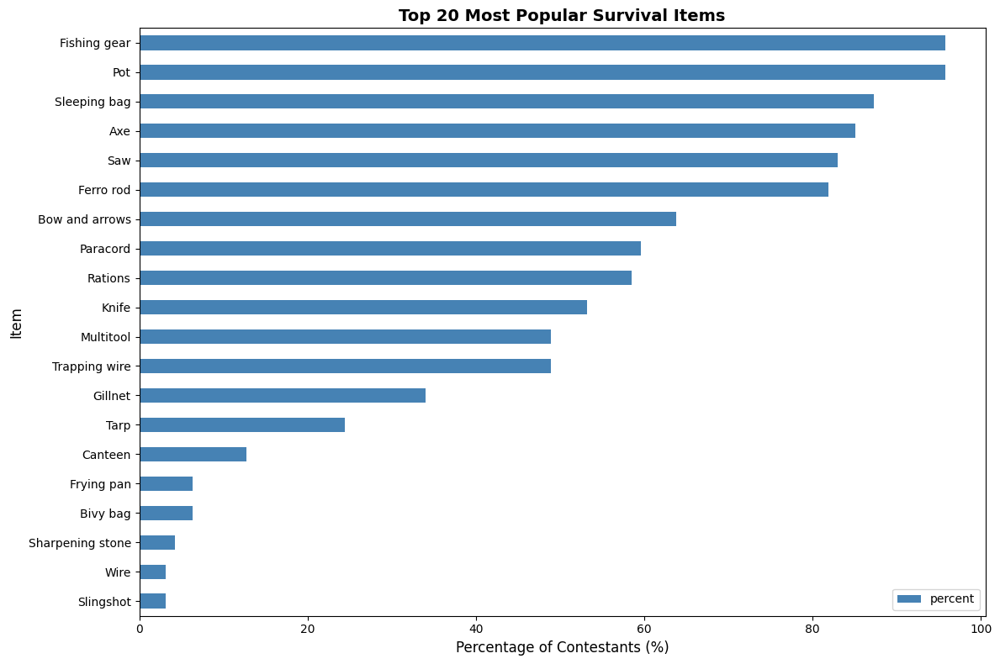 Top 20 Most Popular Survival Items
Fishing gear
Pot
Sleeping bag
Axe
Saw
Ferro rod
Bow and arrows
Paracord
Rations
Knife
Multitool
Trapping wire
Gillnet
Tarp
Canteen
Frying pan
Bivy bag
Sharpening stone
Wire
Slingshot
Item
percent
0 20 40 60 80 100
Percentage of Contestants (%)